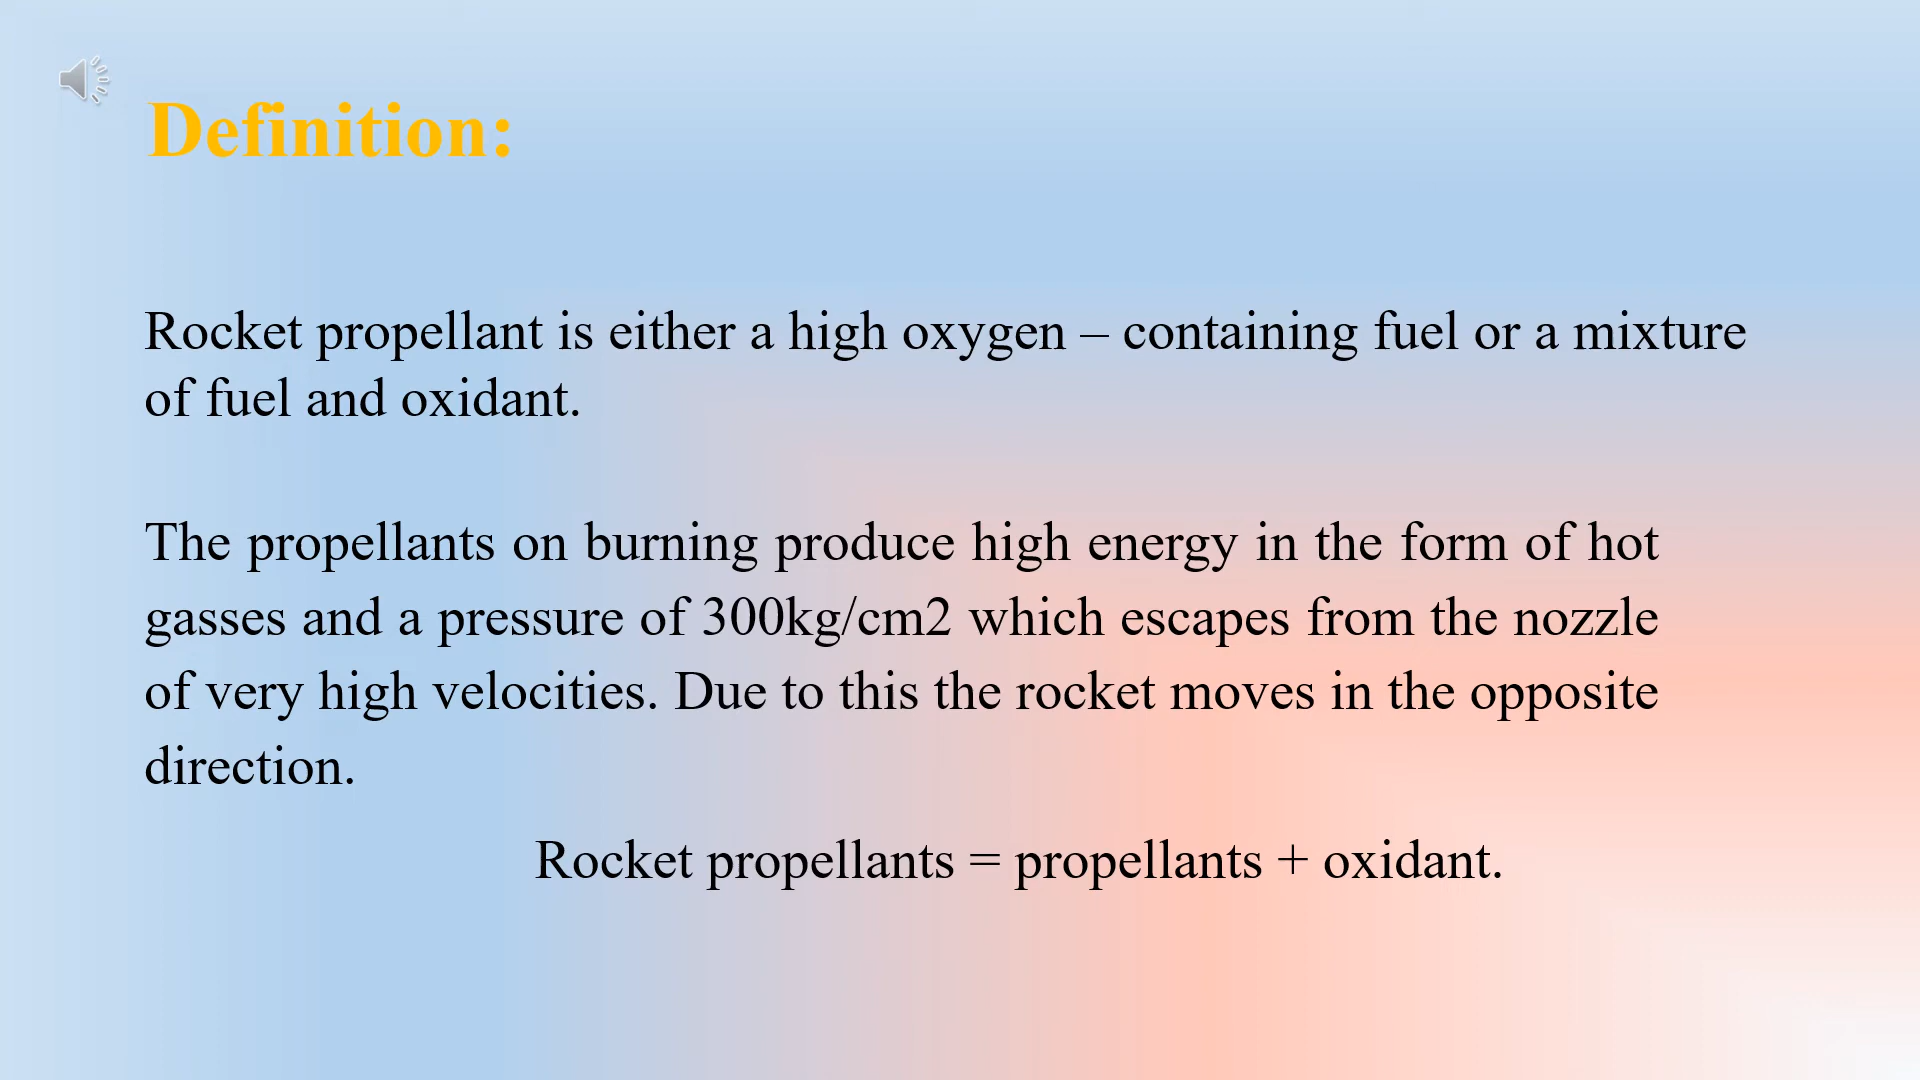 Definition:
Rocket propellant is either a high oxygen – containing fuel or a mixture
of fuel and oxidant.
The propellants on burning produce high energy in the form of hot
gasses and a pressure of 300kg/cm2 which escapes from the nozzle
of very high velocities. Due to this the rocket moves in the opposite
direction.
Rocket propellants = propellants + oxidant.